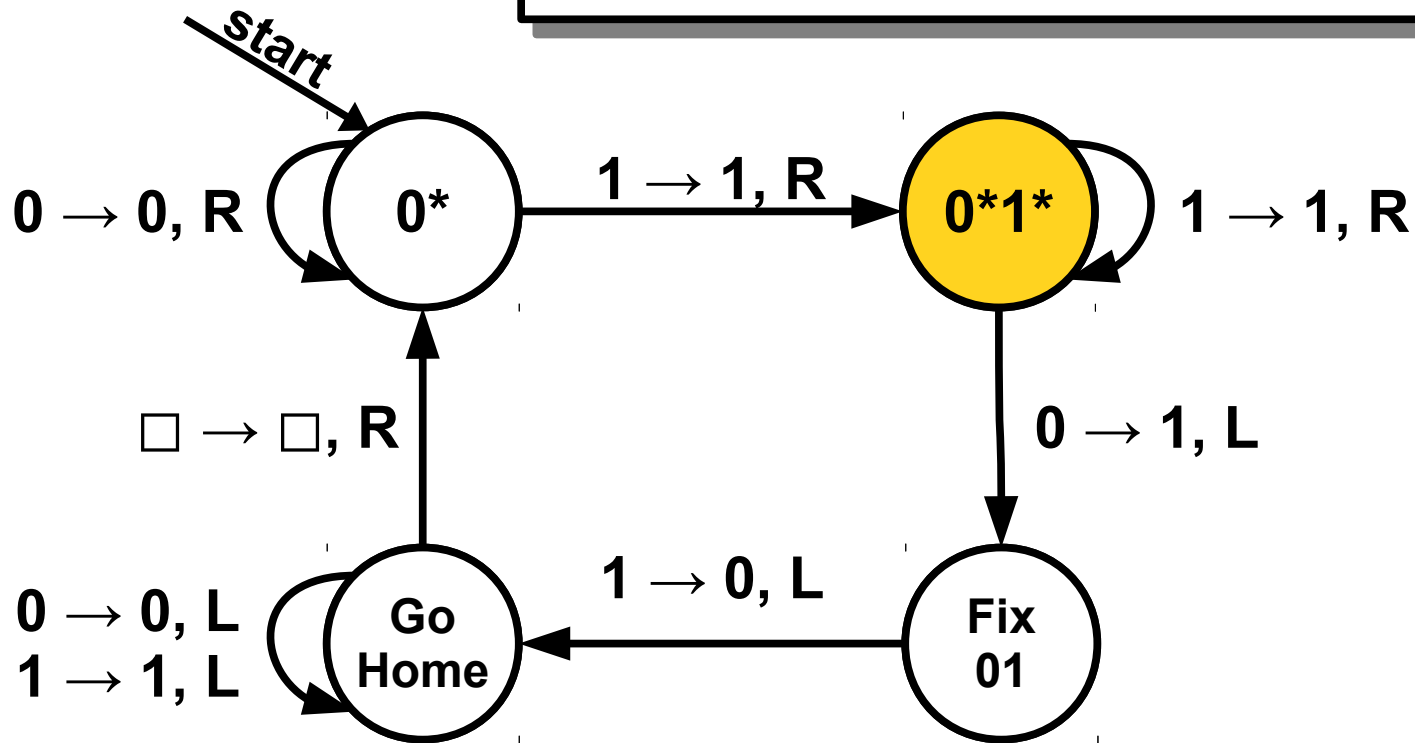 start
0 → 0, R
0*
1 → 1, R
0*1*
1 → 1, R
□ → □, R
0 → 1, L
0 → 0, L
1 → 1, L
Go
Home
1 → 0, L
Fix
01